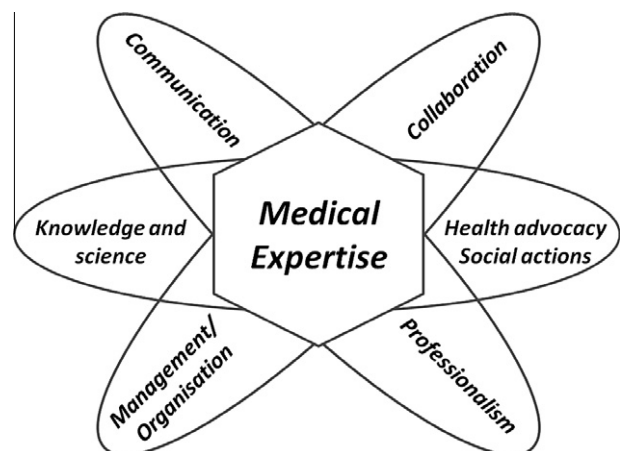 Communication
Collaboration
Knowledge and
science
Medical
Expertise
Health advocacy
Social actions
Management/
Organisation
Professionalism